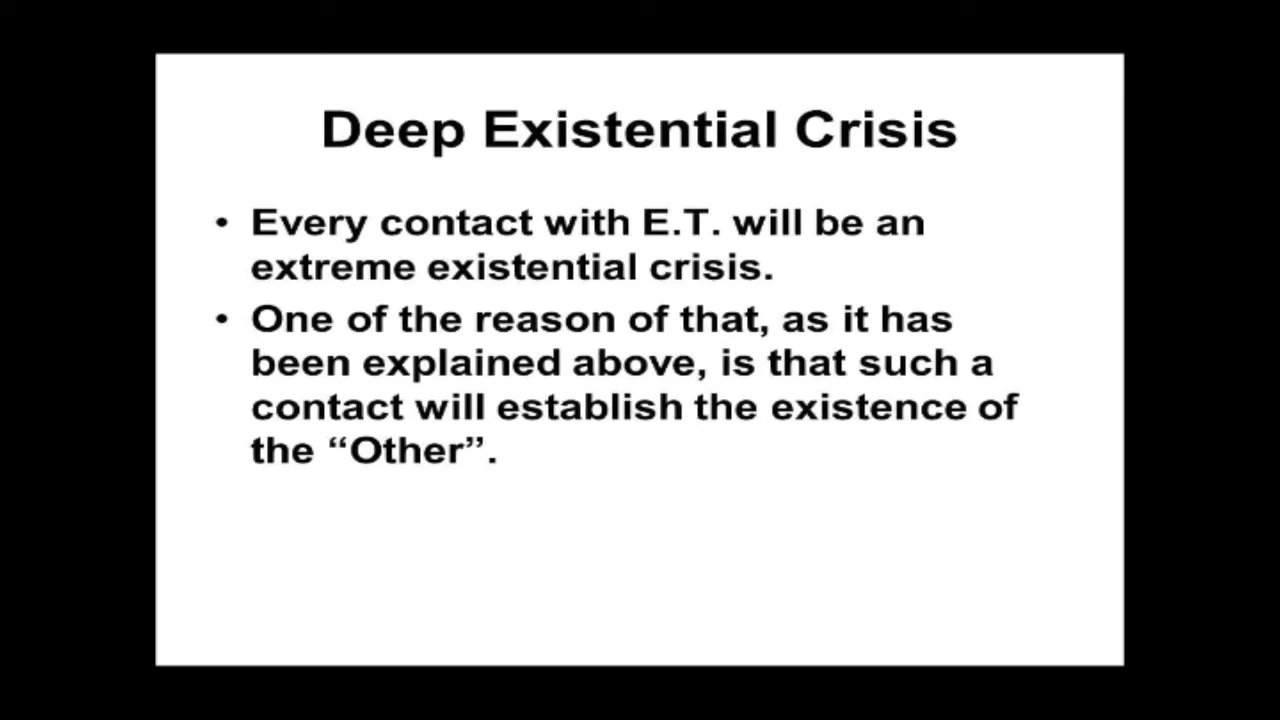 Deep Existential Crisis
• Every contact with E.T. will be an
extreme existential crisis.
• One of the reason of that, as it has
been explained above, is that such a
contact will establish the existence of
the “Other”.